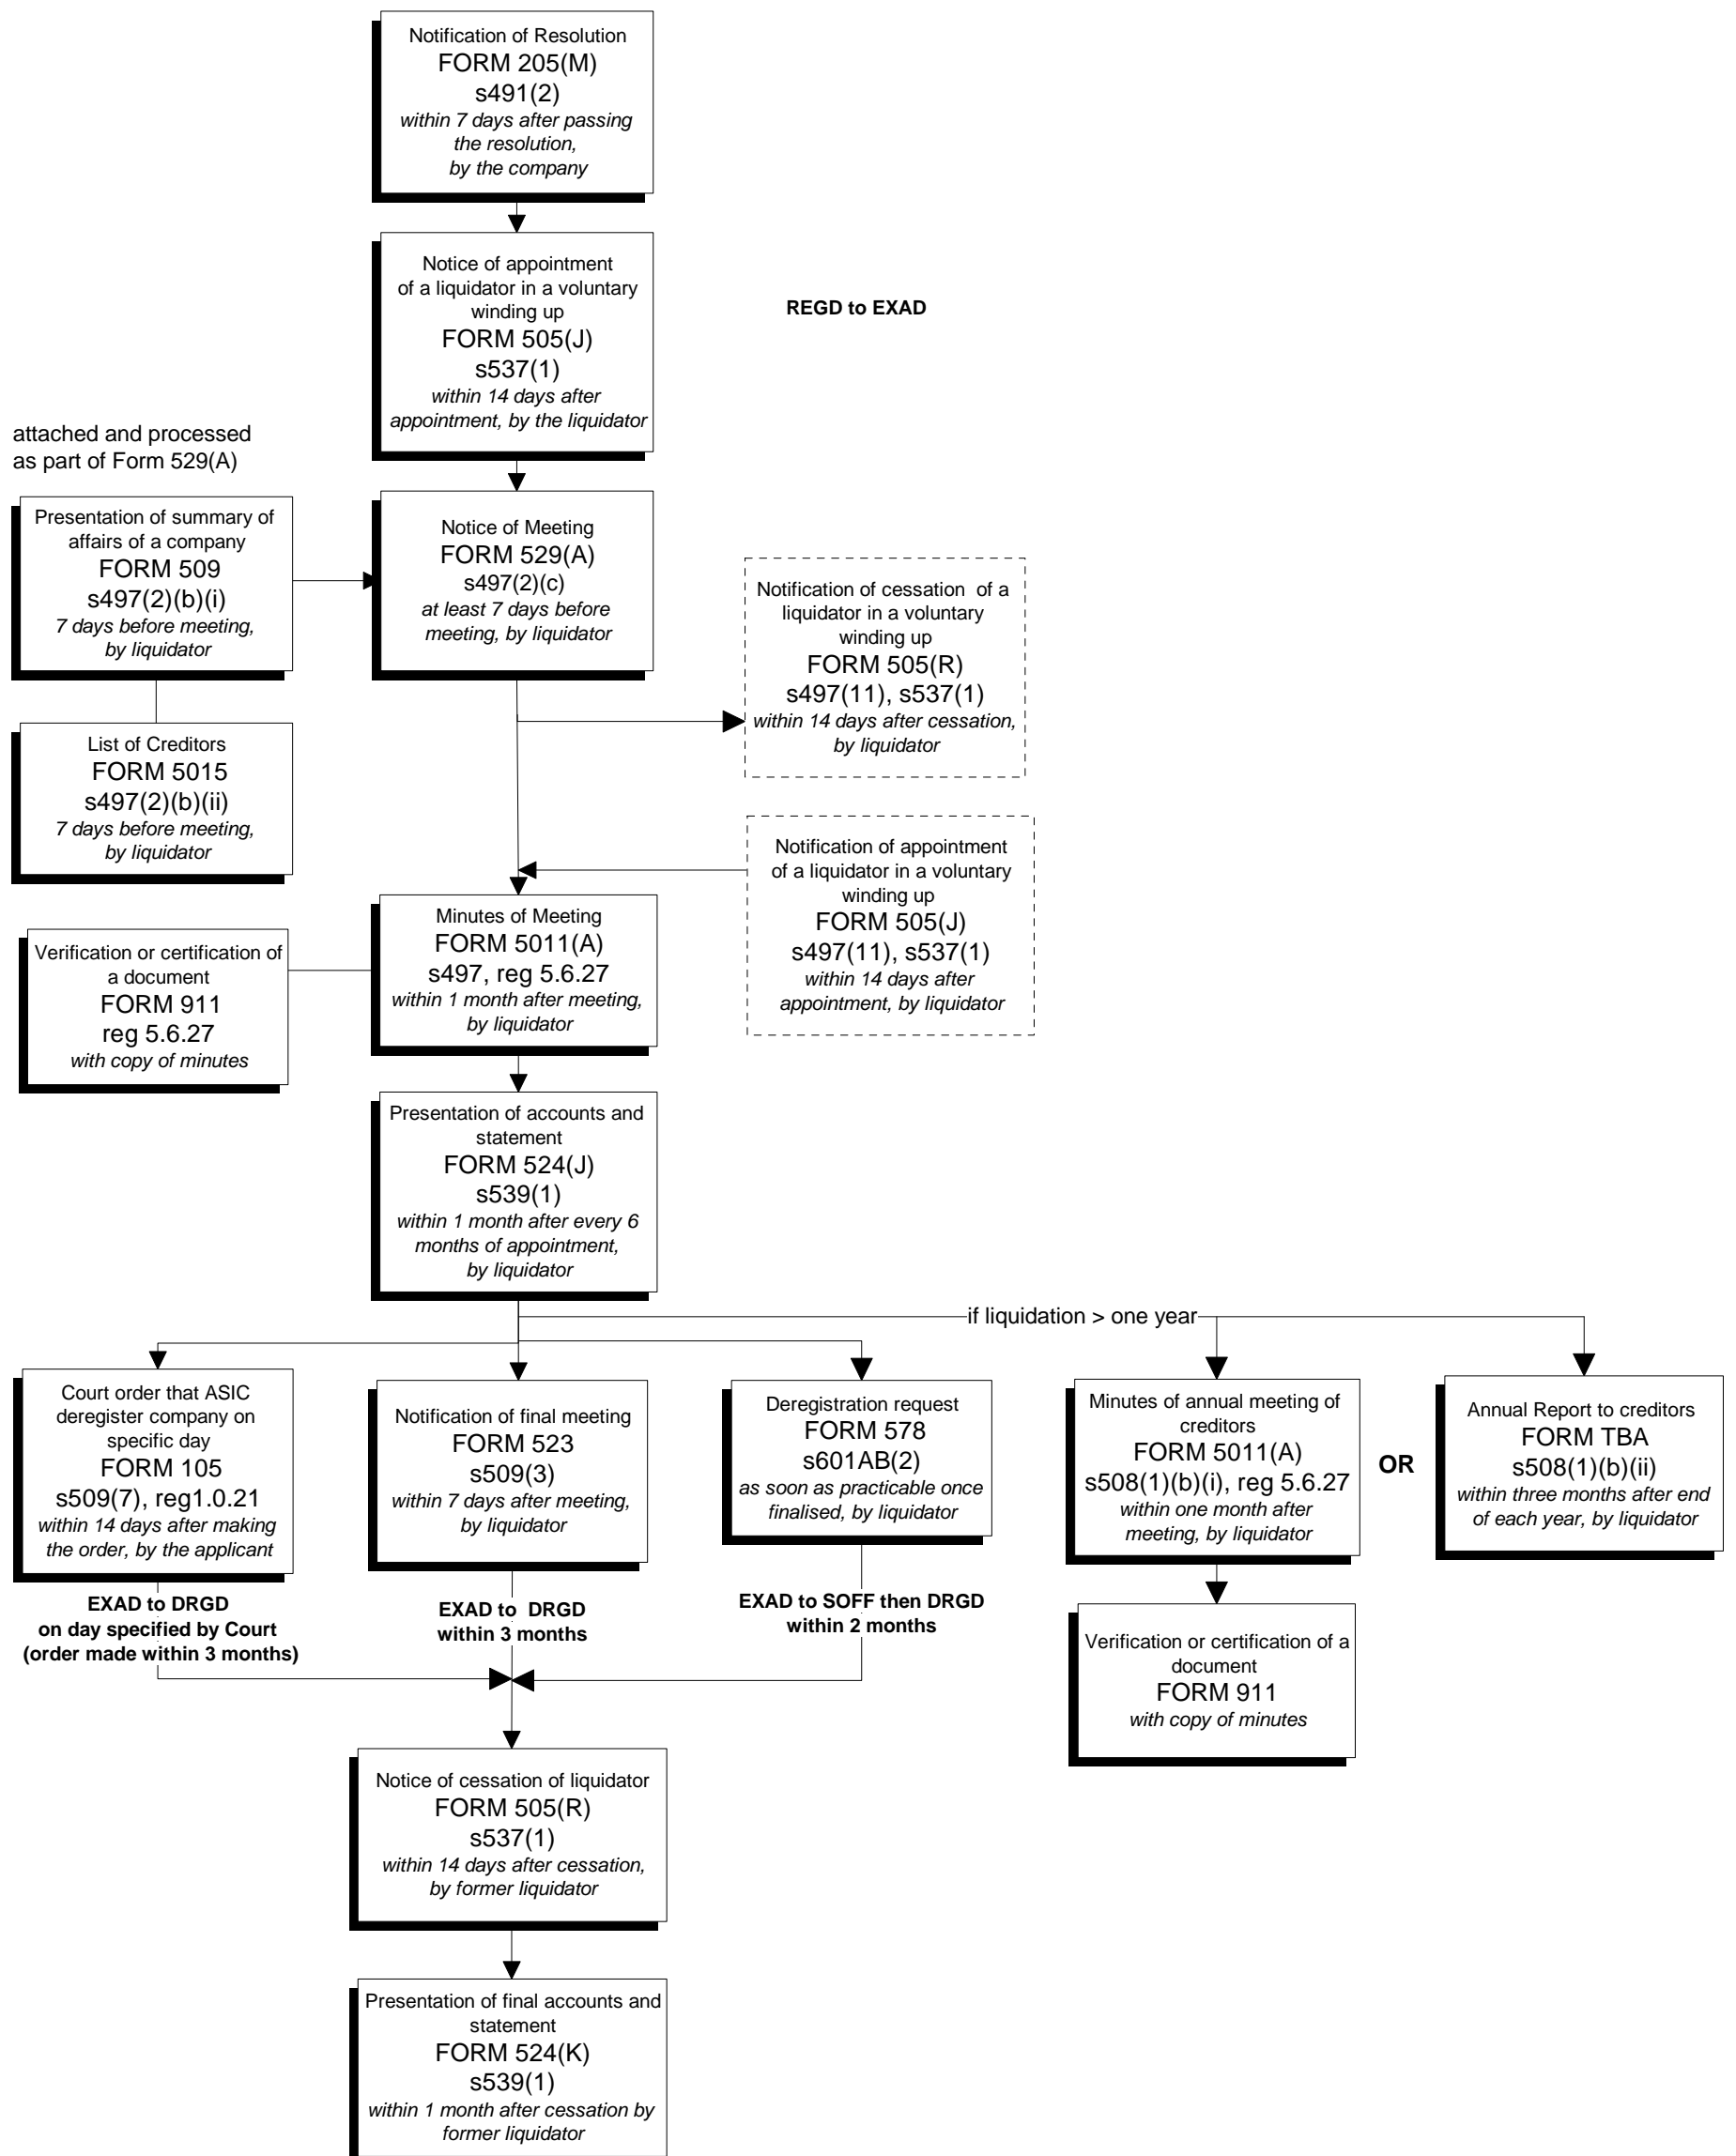 Notification of Resolution
FORM 205(M)
s491(2)
within 7 days after passing
the resolution,
by the company
Notice of appointment
of a liquidator in a voluntary
winding up
FORM 505(J)
s537(1)
within 14 days after
appointment, by the liquidator
REGD to EXAD
attached and processed
as part of Form 529(A)
Presentation of summary of
affairs of a company
FORM 509
s497(2)(b)(i)
7 days before meeting,
by liquidator
Notice of Meeting
FORM 529(A)
s497(2)(c)
at least 7 days before
meeting, by liquidator
Notification of cessation of a
liquidator in a voluntary
winding up
FORM 505(R)
s497(11), s537(1)
within 14 days after cessation,
by liquidator
List of Creditors
FORM 5015
s497(2)(b)(ii)
7 days before meeting,
by liquidator
Notification of appointment
of a liquidator in a voluntary
winding up
FORM 505(J)
s497(11), s537(1)
within 14 days after
appointment, by liquidator
Minutes of Meeting
FORM 5011(A)
s497, reg 5.6.27
within 1 month after meeting,
by liquidator
Verification or certification of
a document
FORM 911
reg 5.6.27
with copy of minutes
Presentation of accounts and
statement
FORM 524(J)
s539(1)
within 1 month after every 6
months of appointment,
by liquidator
if liquidation > one year
Court order that ASIC
deregister company on
specific day
FORM 105
s509(7), reg1.0.21
within 14 days after making
the order, by the applicant
Notification of final meeting
FORM 523
s509(3)
within 7 days after meeting,
by liquidator
Deregistration request
FORM 578
s601AB(2)
as soon as practicable once
finalised, by liquidator
Minutes of annual meeting of
creditors
FORM 5011(A)
s508(1)(b)(i), reg 5.6.27
within one month after
meeting, by liquidator
OR
Annual Report to creditors
FORM TBA
s508(1)(b)(ii)
within three months after end
of each year, by liquidator
EXAD to DRGD
on day specified by Court
(order made within 3 months)
EXAD to DRGD
within 3 months
EXAD to SOFF then DRGD
within 2 months
Verification or certification of a
document
FORM 911
with copy of minutes
Notice of cessation of liquidator
FORM 505(R)
s537(1)
within 14 days after cessation,
by former liquidator
Presentation of final accounts and
statement
FORM 524(K)
s539(1)
within 1 month after cessation by
former liquidator